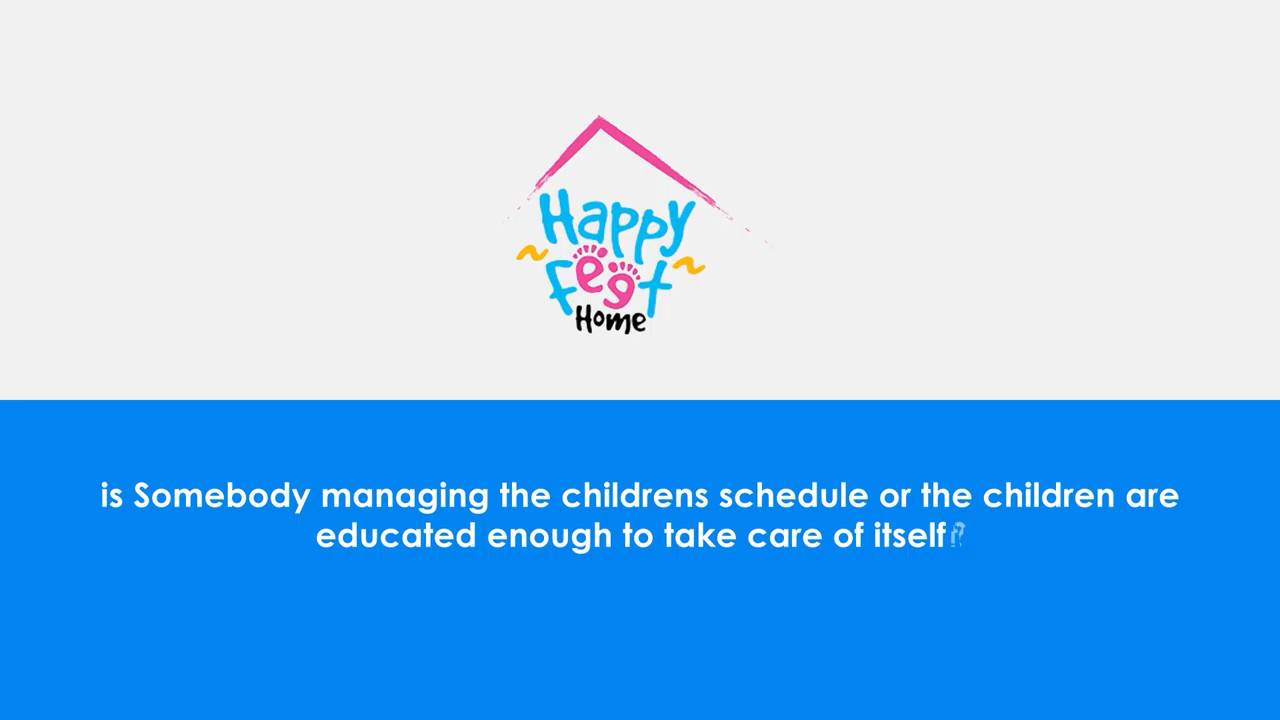 Happy
feet
Home
is Somebody managing the childrens schedule or the children are
educated enough to take care of itself?